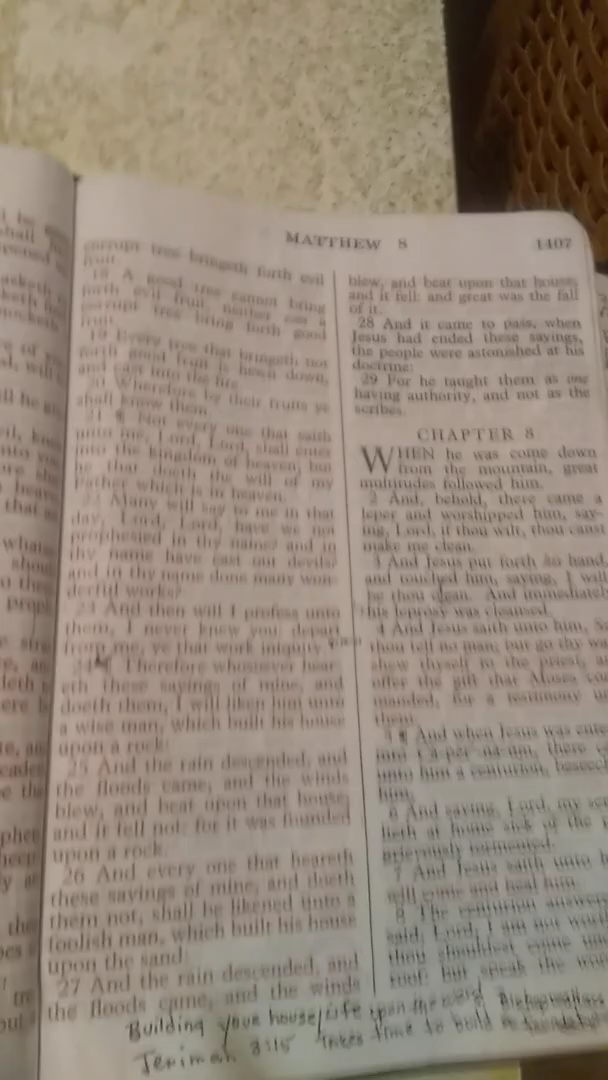 MATTHEW 8
1407
corrupt tree bringeth forth evil
fruit.
18 A good tree cannot bring
forth evil fruit, neither can a
corrupt tree bring forth good
fruit.
19 Every tree that bringeth not
forth good fruit is hewn down,
and cast into the fire.
20 Wherefore by their fruits ye
shall know them.
21 ¶ Not every one that saith
unto me, Lord, Lord, shall enter
into the kingdom of heaven; but
he that doeth the will of my
Father which is in heaven.
22 Many will say to me in that
day, Lord, Lord, have we not
prophesied in thy name? and in
thy name have cast out devils?
and in thy name done many won-
derful works?
23 And then will I profess unto
them, I never knew you: depart
from me, ye that work iniquity.
24 ¶ Therefore whosoever hear-
eth these sayings of mine, and
doeth them, I will liken him unto
a wise man, which built his house
upon a rock:
25 And the rain descended, and
the floods came, and the winds
blew, and beat upon that house;
and it fell not: for it was founded
upon a rock.
26 And every one that heareth
these sayings of mine, and doeth
them not, shall be likened unto a
foolish man, which built his house
upon the sand:
27 And the rain descended, and
the floods came, and the winds
blew, and beat upon that house;
and it fell: and great was the fall
of it.
28 And it came to pass, when
Jesus had ended these sayings,
the people were astonished at his
doctrine:
29 For he taught them as one
having authority, and not as the
scribes.
CHAPTER 8
WHEN he was come down
from the mountain, great
multitudes followed him.
2 And, behold, there came a
leper and worshipped him, say-
ing, Lord, if thou wilt, thou canst
make me clean.
3 And Jesus put forth his hand,
and touched him, saying, I will
be thou clean. And immediately
his leprosy was cleansed.
4 And Jesus saith unto him, S
thou tell no man; but go thy wa
shew thyself to the priest, a
offer the gift that Moses com
manded, for a testimony u
them.
5 ¶ And when Jesus was ente
into Ca-per-na-um, there c
unto him a centurion, beseech
him,
6 And saying, Lord, my ser
lieth at home sick of the p
grievously tormented.
7 And Jesus saith unto h
will come and heal him.
8 The centurion answere
said, Lord, I am not wort
thou shouldest come un
roof: but speak the wor
Building your house/life upon the word
Jerimah 3:15 Takes time to build